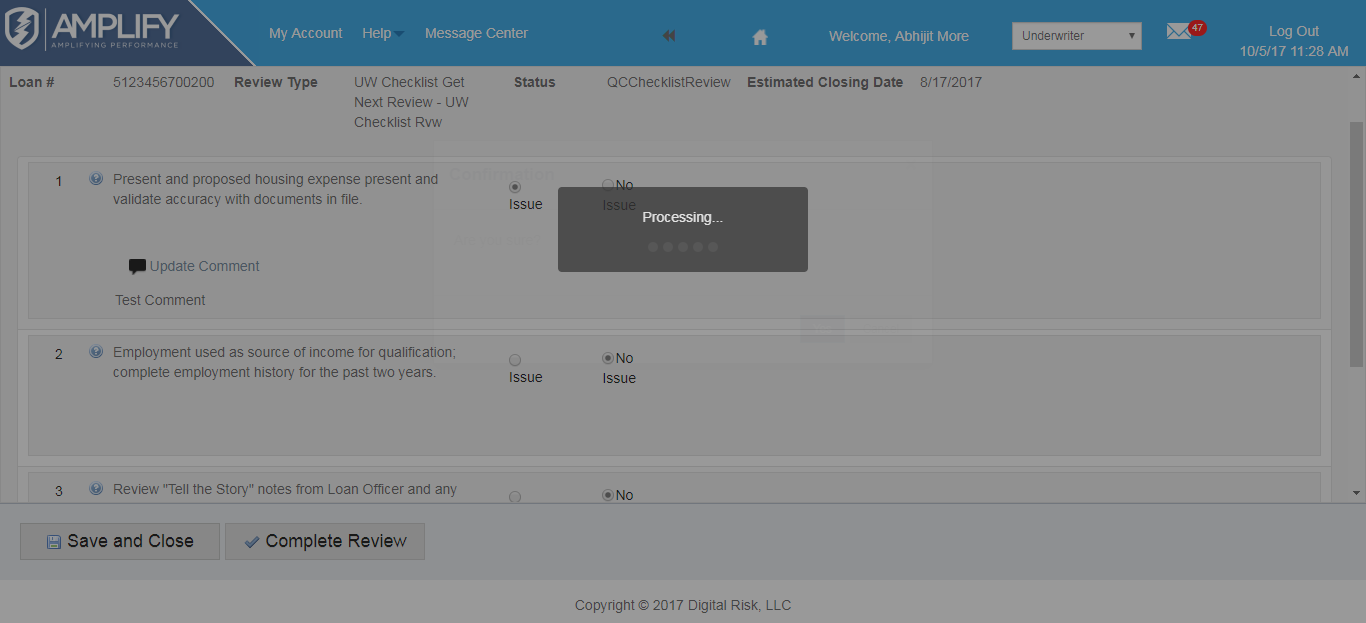 AMPLIFY
AMPLIFYING PERFORMANCE
My Account Help Message Center
Welcome, Abhijit More
Underwriter
47
Log Out
10/5/17 11:28 AM
Loan # 5123456700200 Review Type UW Checklist Get Status QCChecklistReview Estimated Closing Date 8/17/2017
Next Review - UW
Checklist Rvw
Confirmation
1 Present and proposed housing expense present and No
validate accuracy with documents in file. Issue Issue
Processing...
Update Comment
Test Comment
2 Employment used as source of income for qualification; No
complete employment history for the past two years. Issue Issue
3 Review "Tell the Story" notes from Loan Officer and any No
Save and Close Complete Review
Copyright © 2017 Digital Risk, LLC